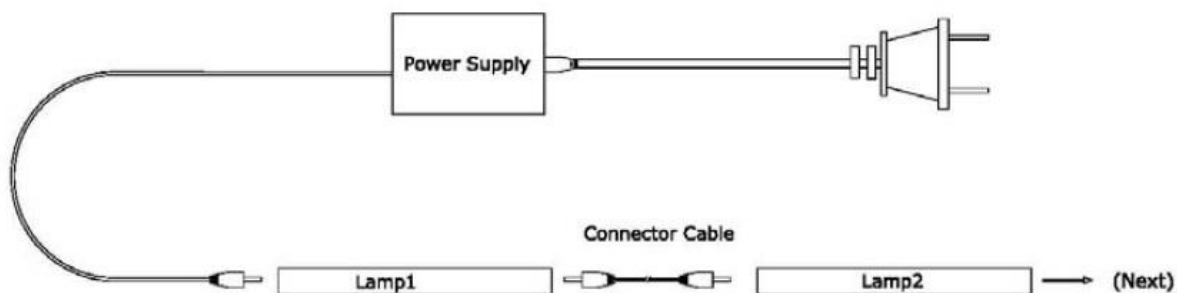 Power Supply
Connector Cable
Lamp1
Lamp2
(Next)